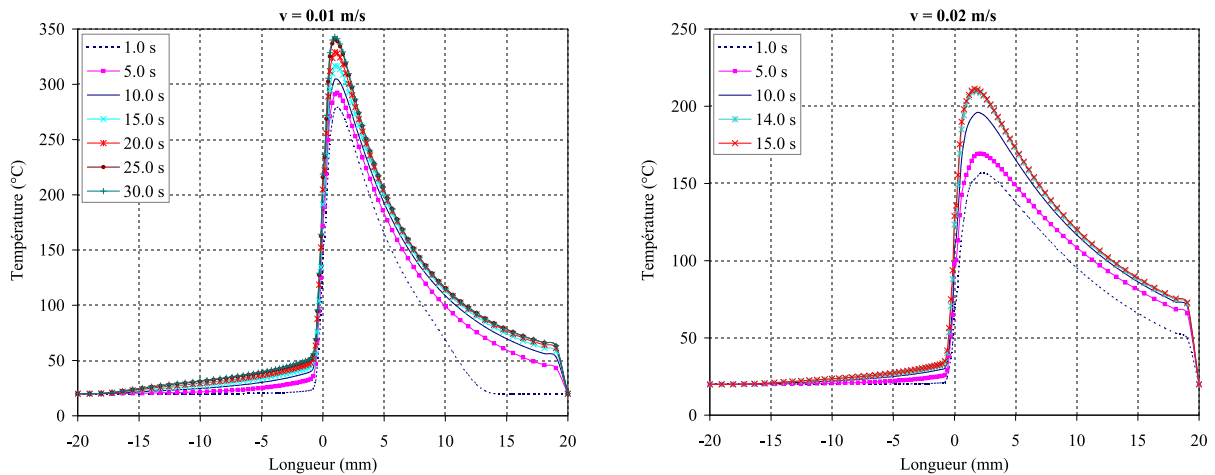 v = 0.01 m/s
350
300
250
200
150
100
50
0
Température (°C)
1.0 s
5.0 s
10.0 s
15.0 s
20.0 s
25.0 s
30.0 s
-20 -15 -10 -5 0 5 10 15 20
Longueur (mm)
v = 0.02 m/s
250
200
150
100
50
0
Température (°C)
1.0 s
5.0 s
10.0 s
14.0 s
15.0 s
-20 -15 -10 -5 0 5 10 15 20
Longueur (mm)